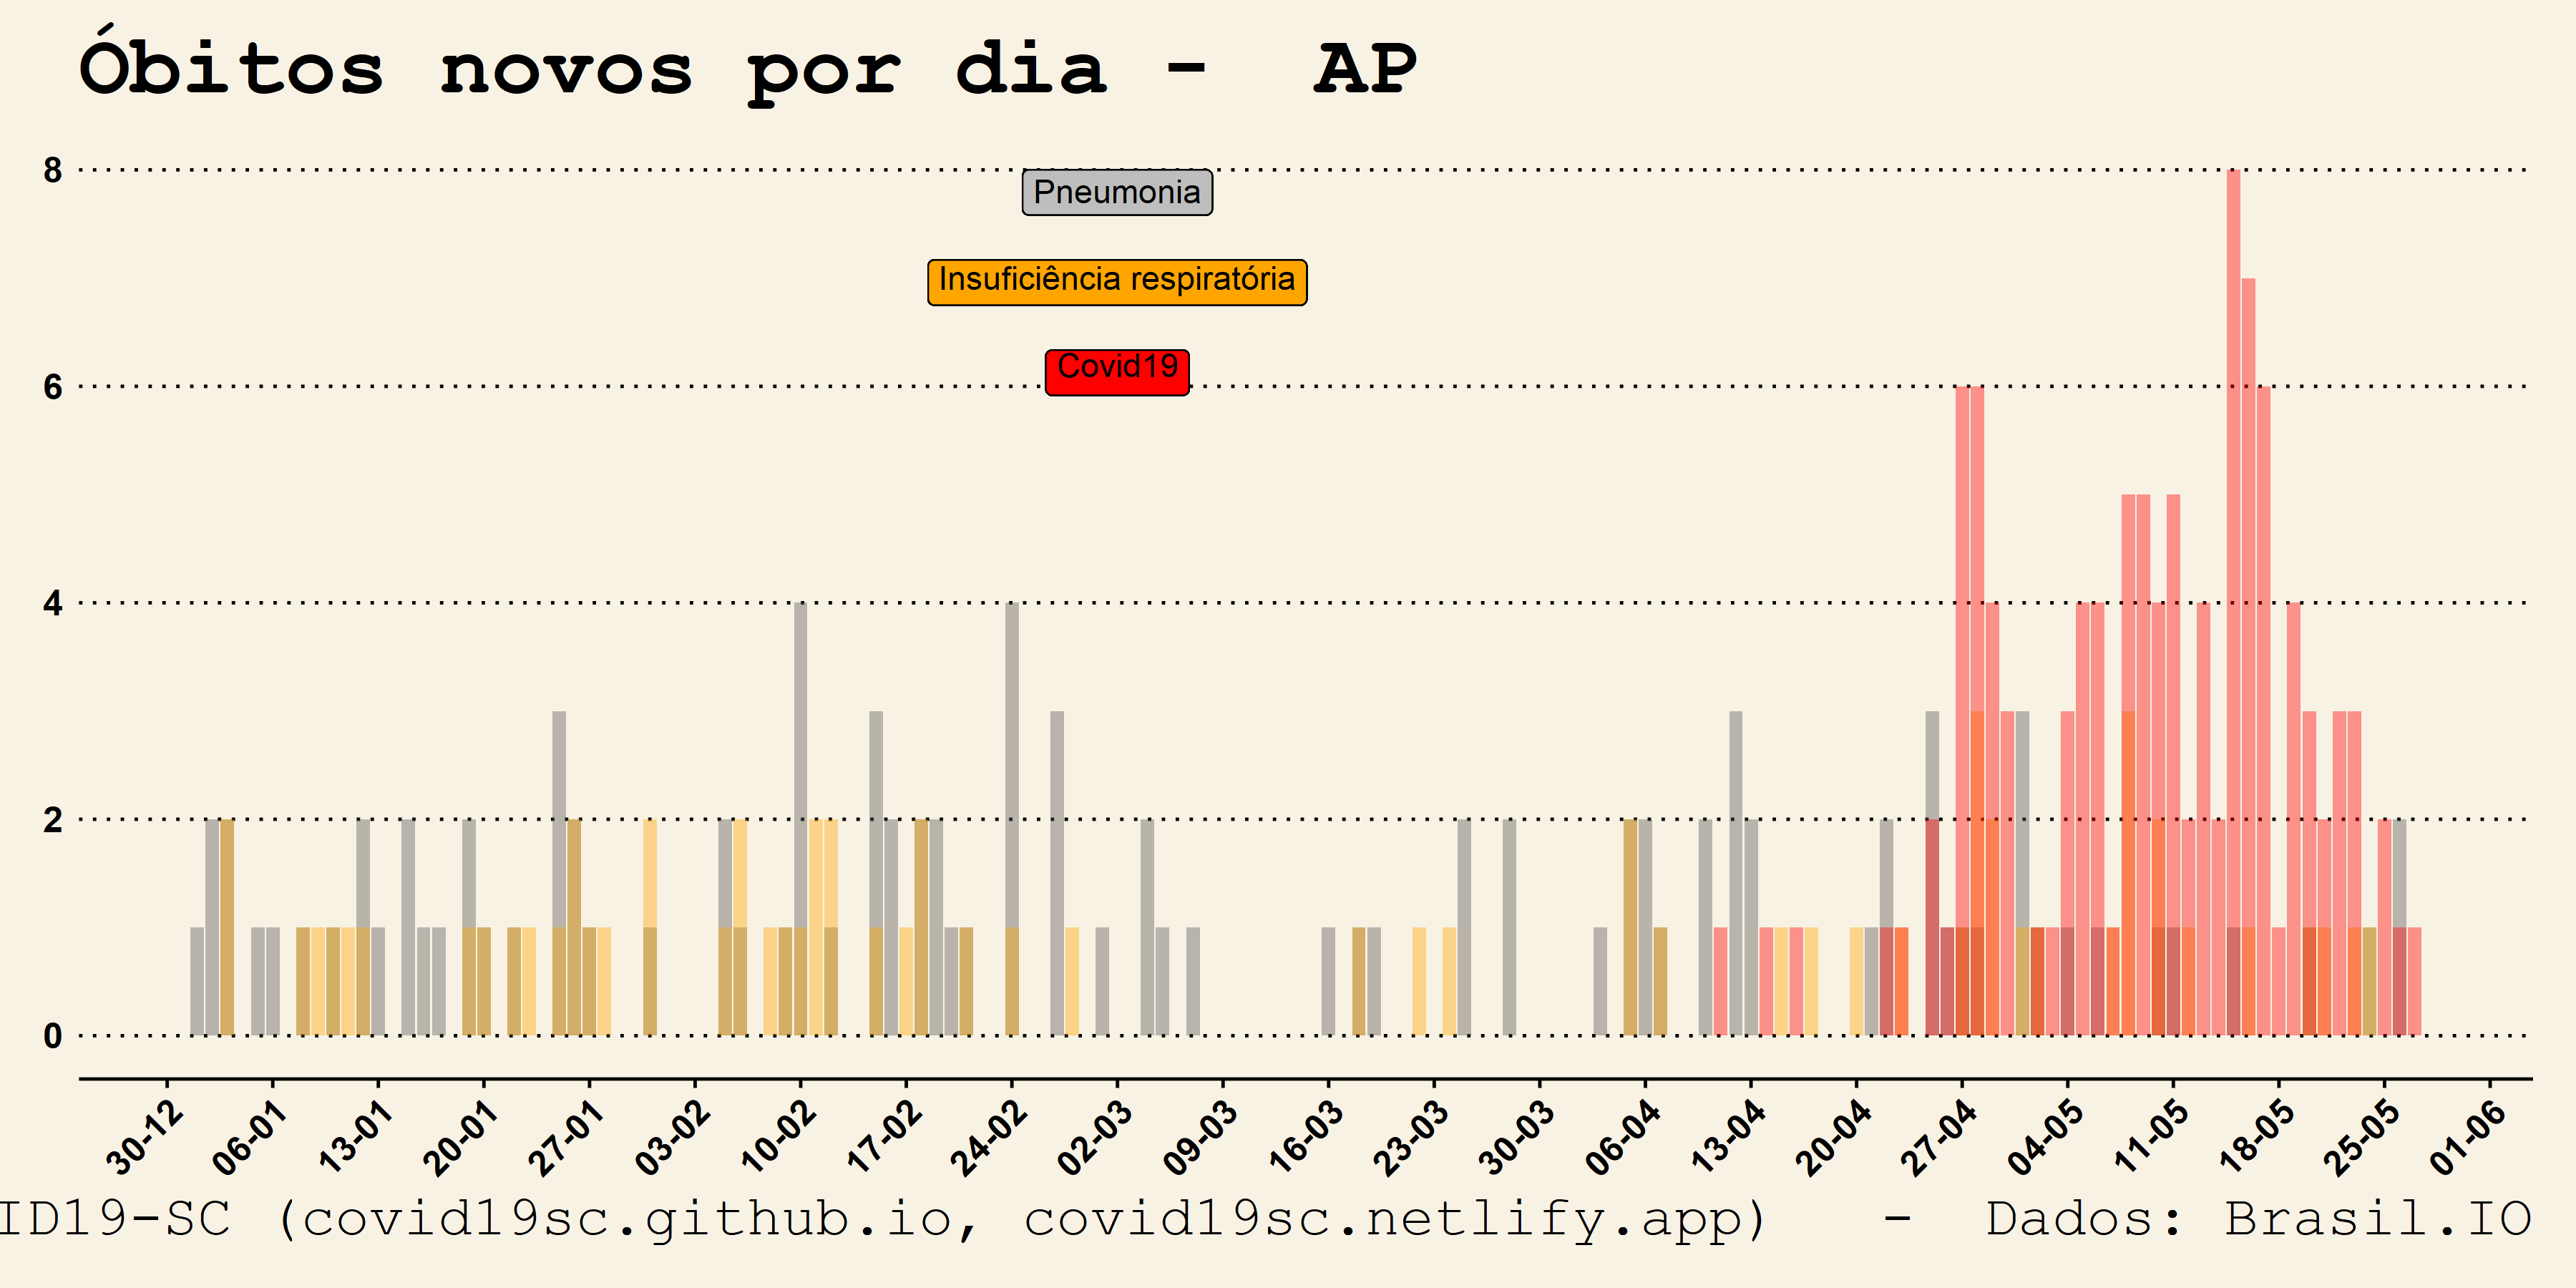 Óbitos novos por dia - AP
8
Pneumonia
Insuficiência respiratória
6
Covid19
4
2
0
30-12 06-01 13-01 20-01 27-01 03-02 10-02 17-02 24-02 02-03 09-03 16-03 23-03 30-03 06-04 13-04 20-04 27-04 04-05 11-05 18-05 25-05 01-06
ID19-SC (covid19sc.github.io, covid19sc.netlify.app) - Dados: Brasil.IO